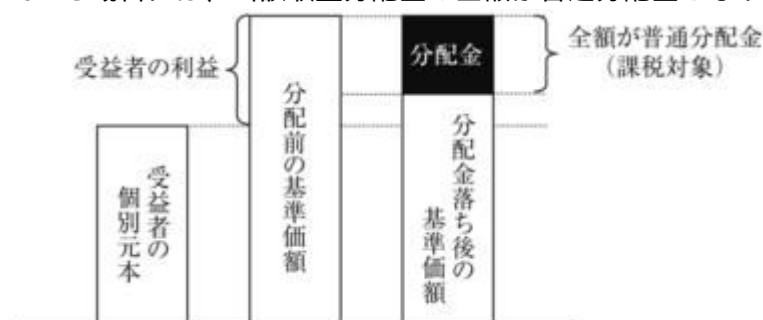 受益者の利益
分配金
全額が普通分配金
（課税対象）
受益者の
個別元本
分配前の基準価額
分配金落ち後の
基準価額